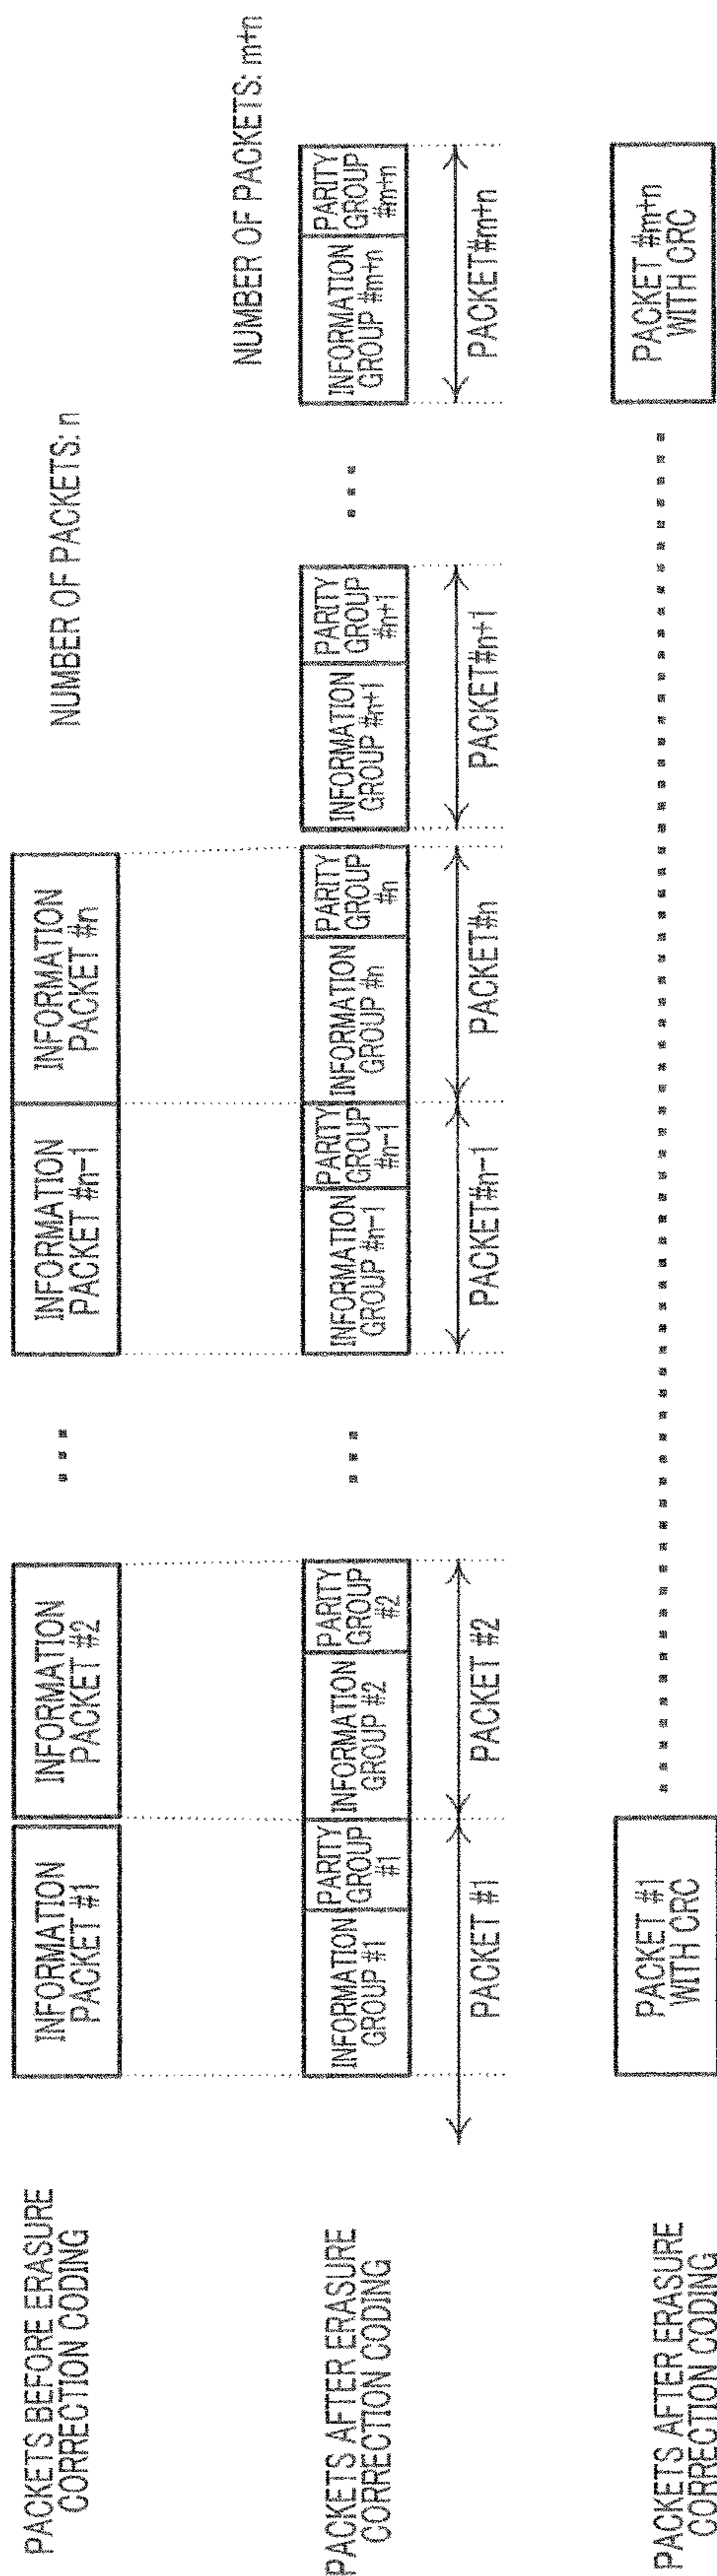 PACKETS BEFORE ERASURE
CORRECTION CODING
INFORMATION
PACKET #1
INFORMATION
PACKET #2
INFORMATION
PACKET #n-1
INFORMATION
PACKET #n
NUMBER OF PACKETS: n
PACKETS AFTER ERASURE
CORRECTION CODING
INFORMATION
GROUP #1
PARITY
GROUP
#1
INFORMATION
GROUP #2
PARITY
GROUP
#2
INFORMATION
GROUP #n-1
PARITY
GROUP
#n-1
INFORMATION
GROUP #n
PARITY
GROUP
#n
INFORMATION
GROUP #n+1
PARITY
GROUP
#n+1
INFORMATION
GROUP #m+n
PARITY
GROUP
#m+n
NUMBER OF PACKETS: m+n
PACKET #1
PACKET #2
PACKET#n-1
PACKET#n
PACKET#n+1
PACKET#m+n
PACKETS AFTER ERASURE
CORRECTION CODING
PACKET #1
WITH CRC
PACKET #m+n
WITH CRC